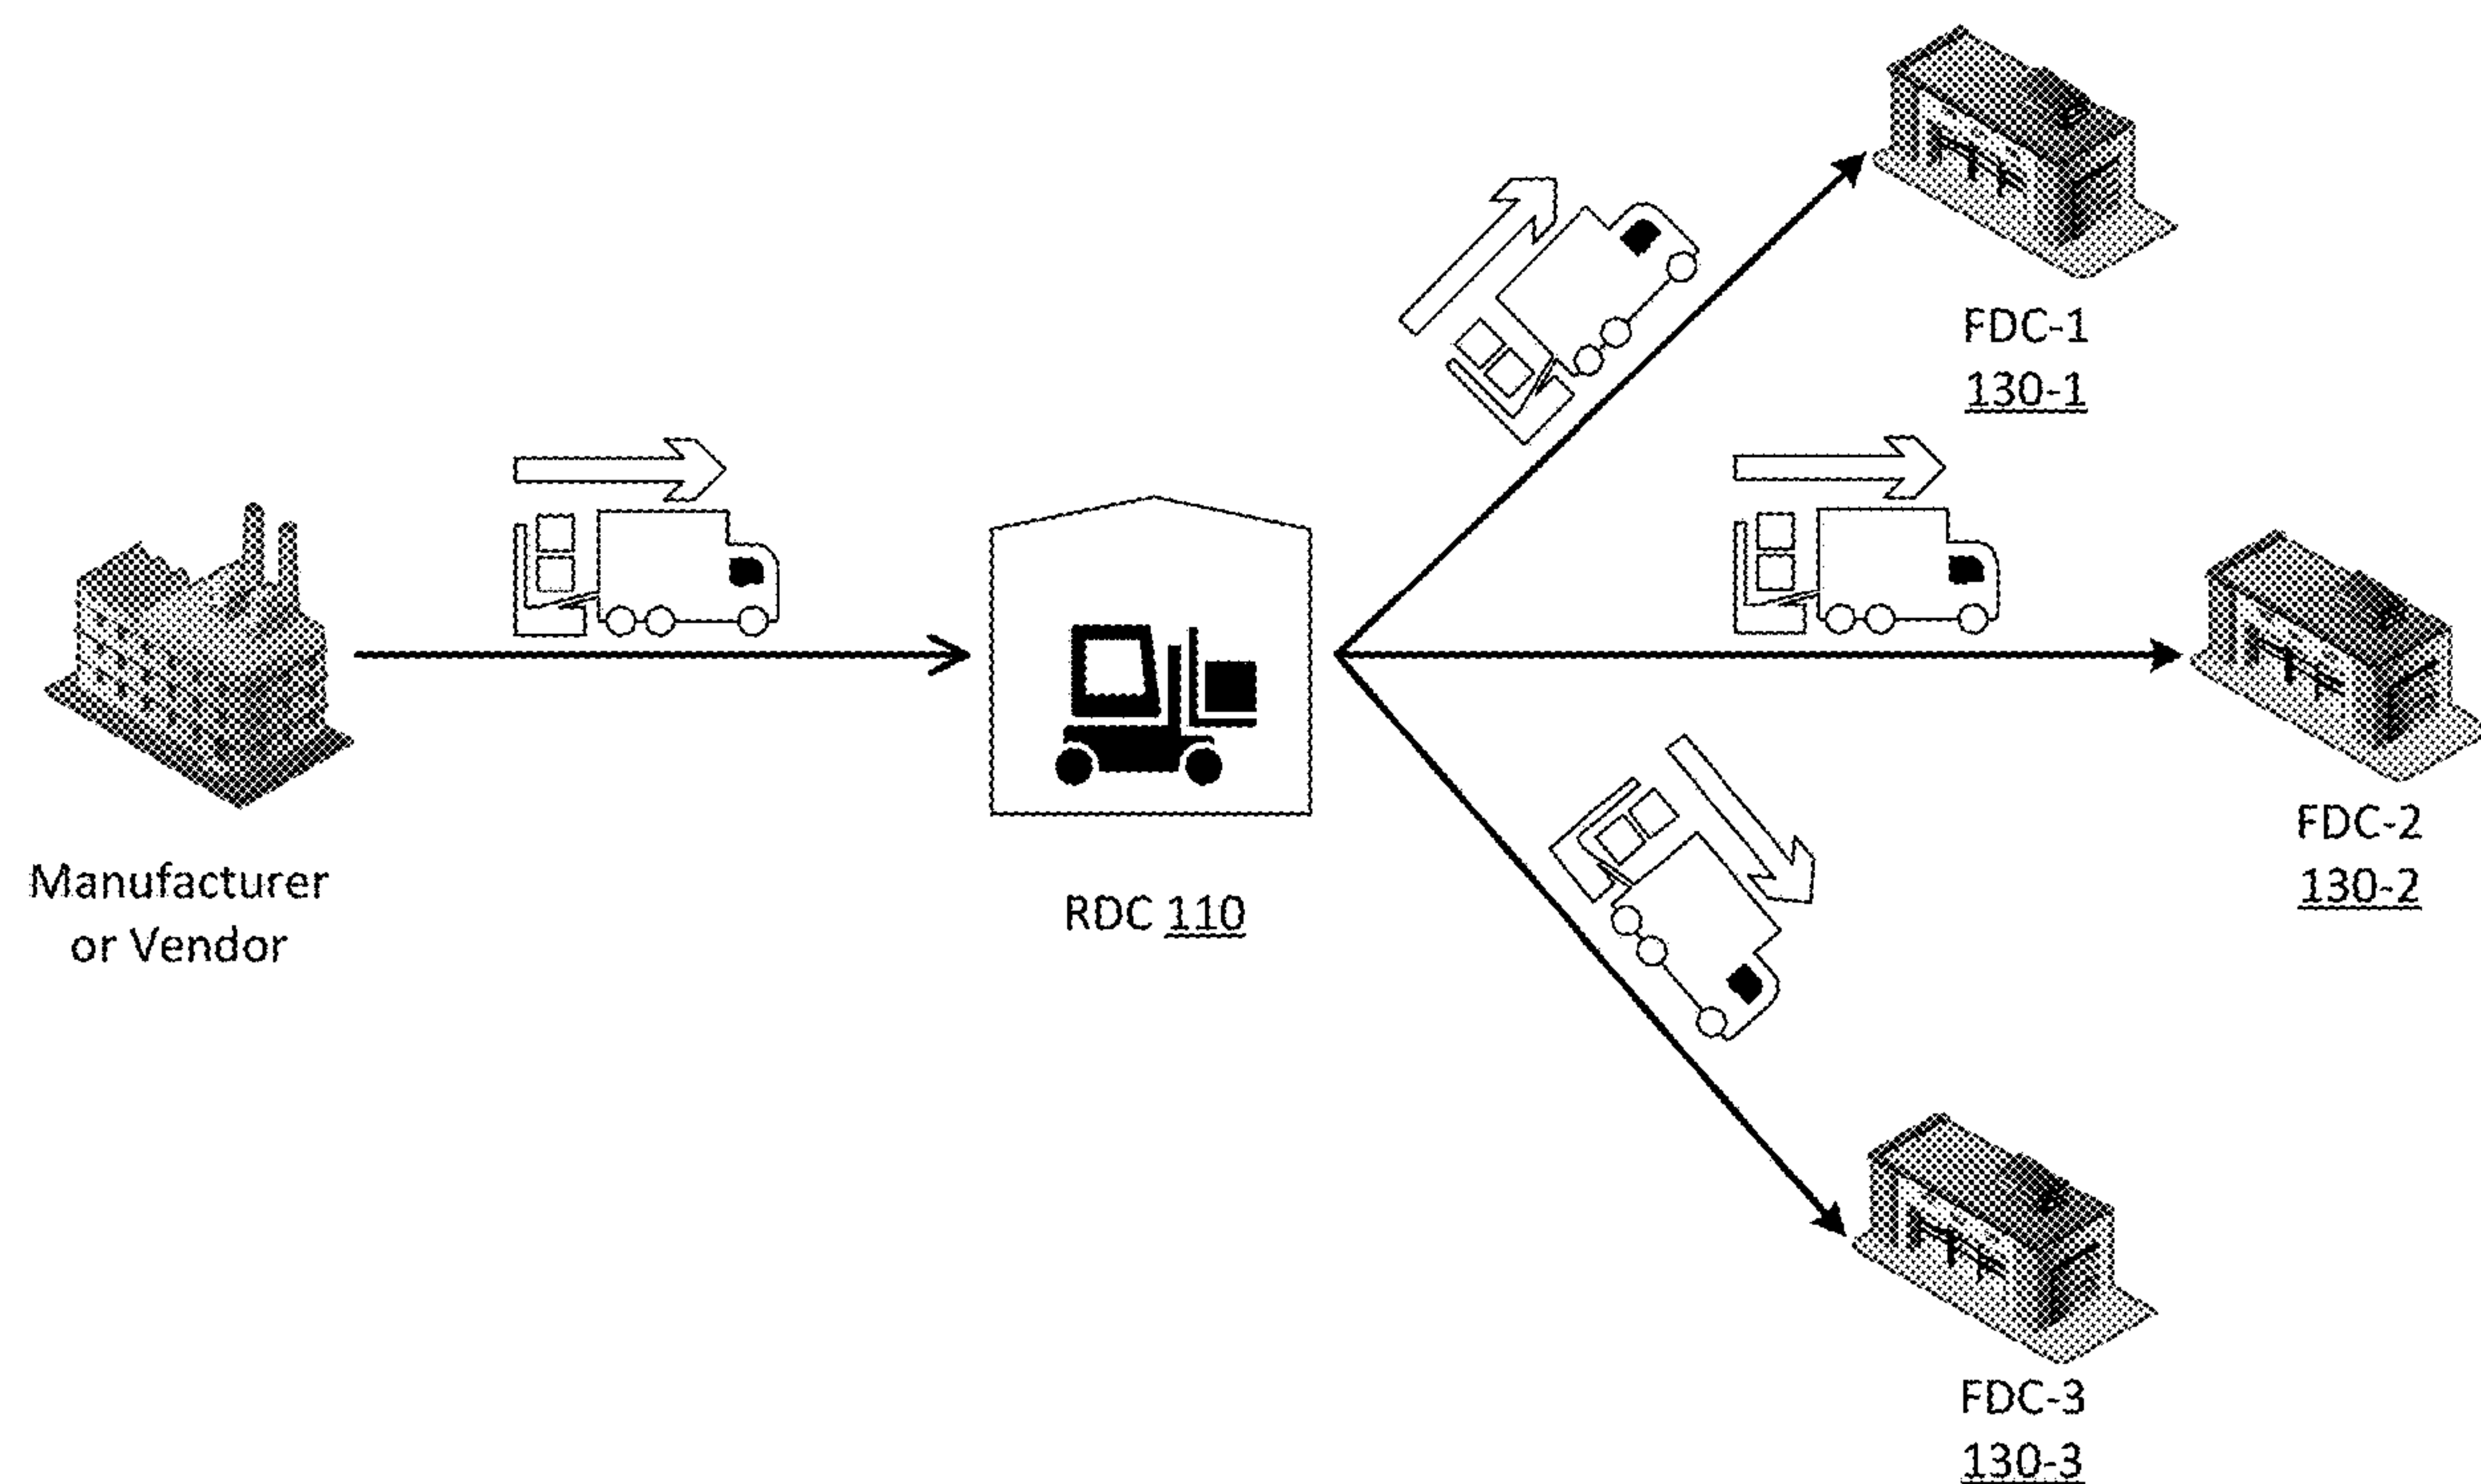 FDC-1
130-1
Manufacturer
or Vendor
RDC 110
FDC-2
130-2
FDC-3
130-3